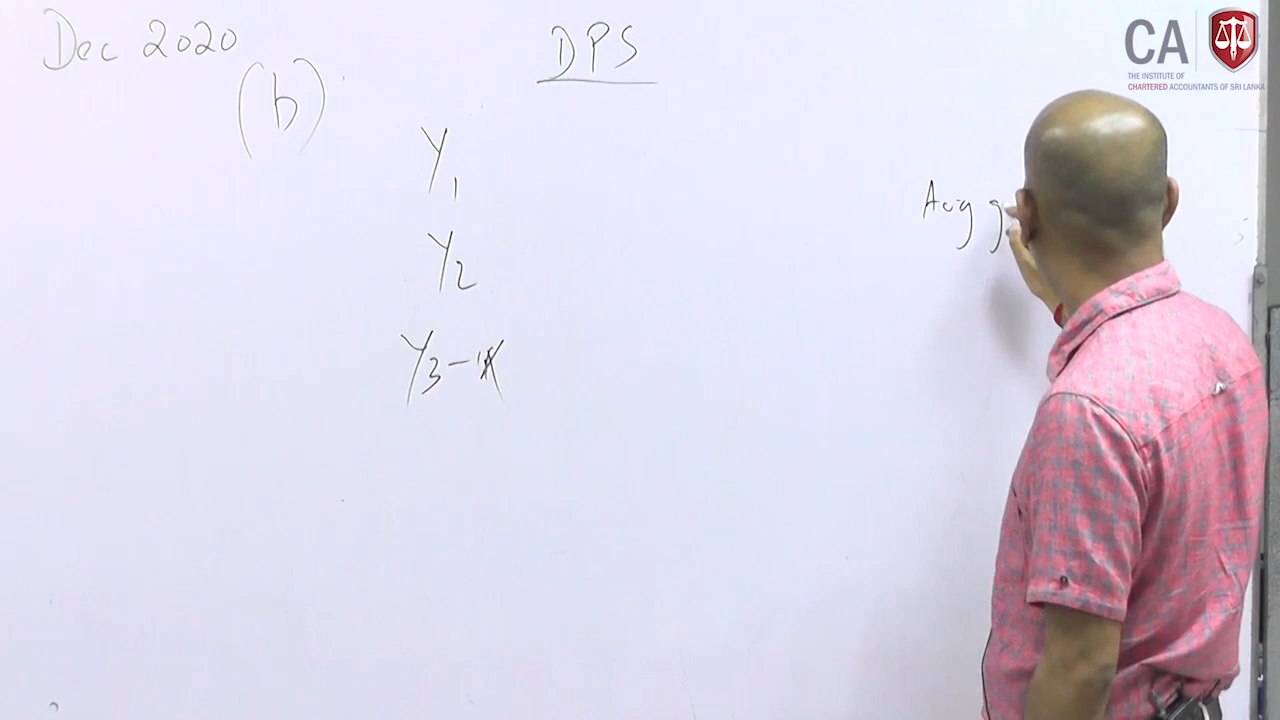 Dec 2020
(b)
DPS
Y1
Y2
Y3 -
Avg g
CA
THE INSTITUTE OF
CHARTERED ACCOUNTANTS OF SRI LANKA